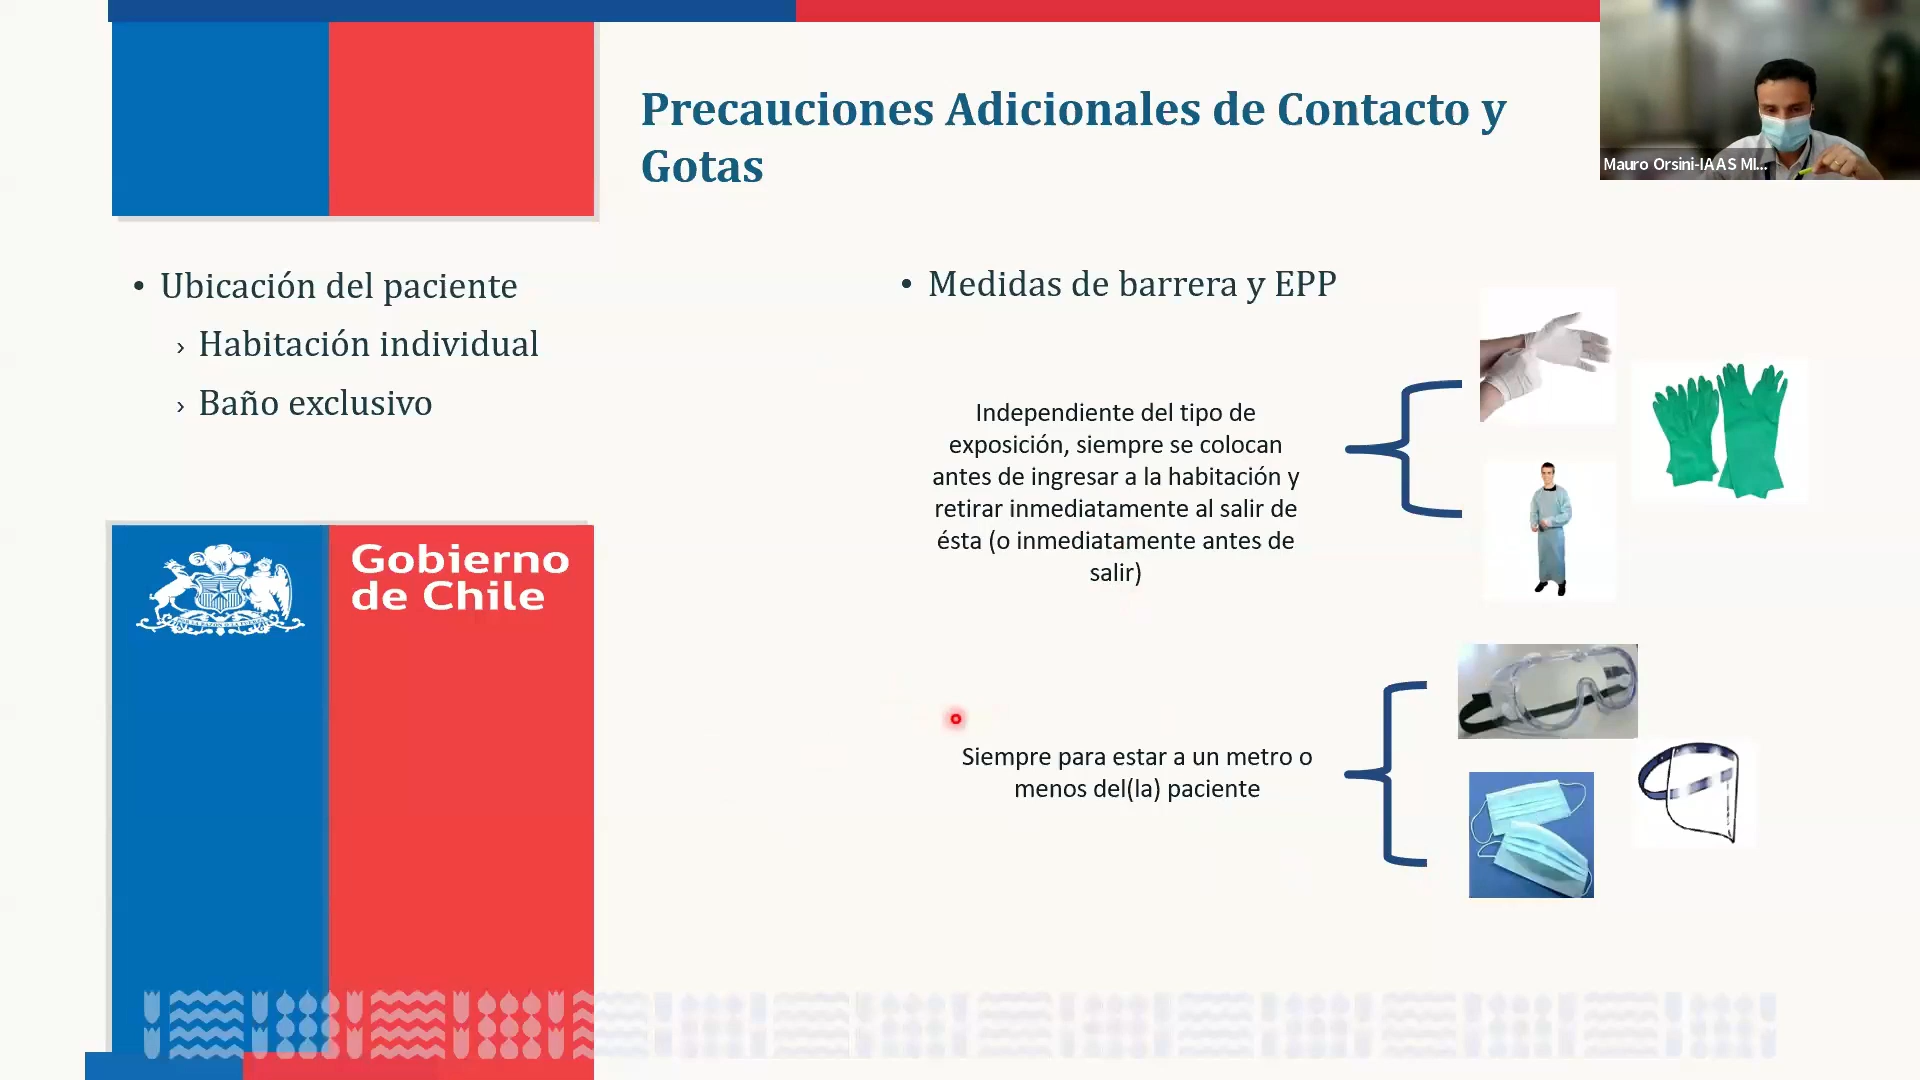 Precauciones Adicionales de Contacto y
Gotas
Mauro Orsini-IAAS MI...
• Ubicación del paciente
› Habitación individual
› Baño exclusivo
• Medidas de barrera y EPP
Independiente del tipo de
exposición, siempre se colocan
antes de ingresar a la habitación y
retirar inmediatamente al salir de
ésta (o inmediatamente antes de
salir)
Siempre para estar a un metro o
menos del(la) paciente
Gobierno
de Chile